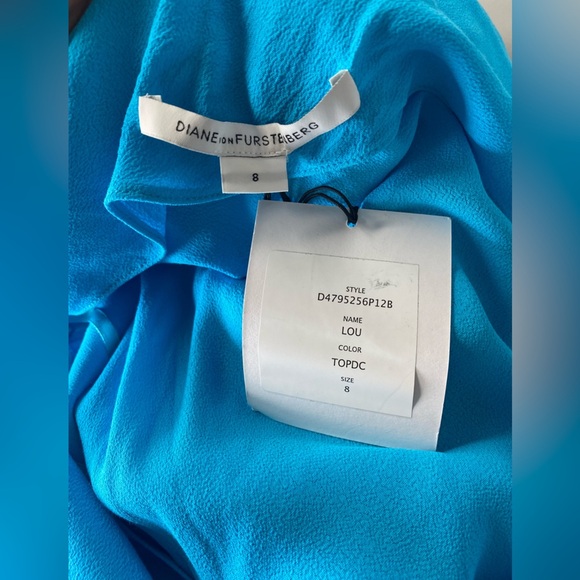 DIANE VON FURSTENBERG
8
STYLE
D4795256P12B
NAME
LOU
COLOR
TOPDC
SIZE
8